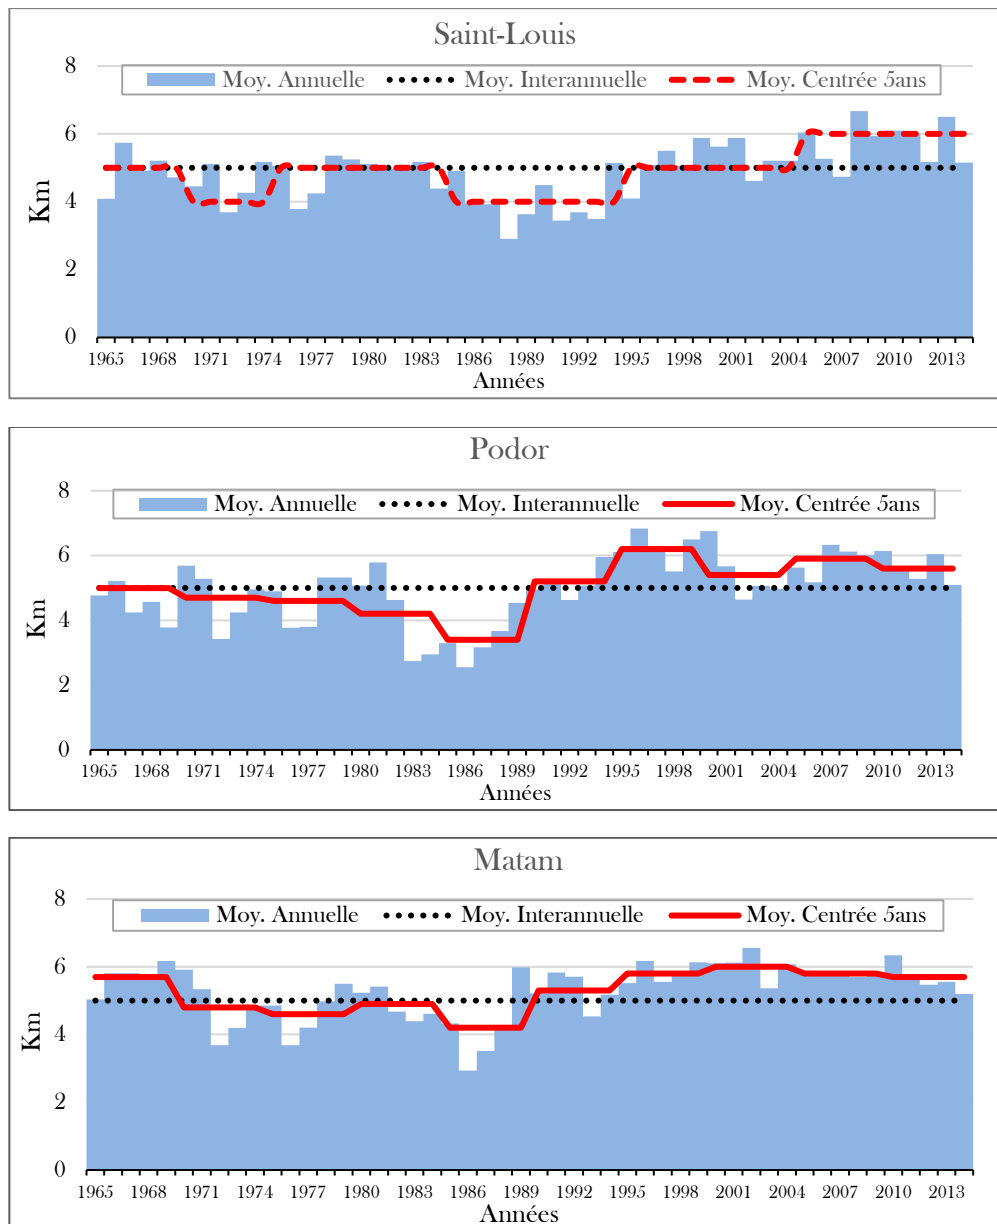 Saint-Louis
8
Moy. Annuelle Moy. Interannuelle Moy. Centrée 5ans
6
4
2
0
Km
1965 1968 1971 1974 1977 1980 1983 1986 1989 1992 1995 1998 2001 2004 2007 2010 2013
Années
Podor
8
Moy. Annuelle Moy. Interannuelle Moy. Centrée 5ans
6
4
2
0
Km
1965 1968 1971 1974 1977 1980 1983 1986 1989 1992 1995 1998 2001 2004 2007 2010 2013
Années
Matam
8
Moy. Annuelle Moy. Interannuelle Moy. Centrée 5ans
6
4
2
0
Km
1965 1968 1971 1974 1977 1980 1983 1986 1989 1992 1995 1998 2001 2004 2007 2010 2013
Années